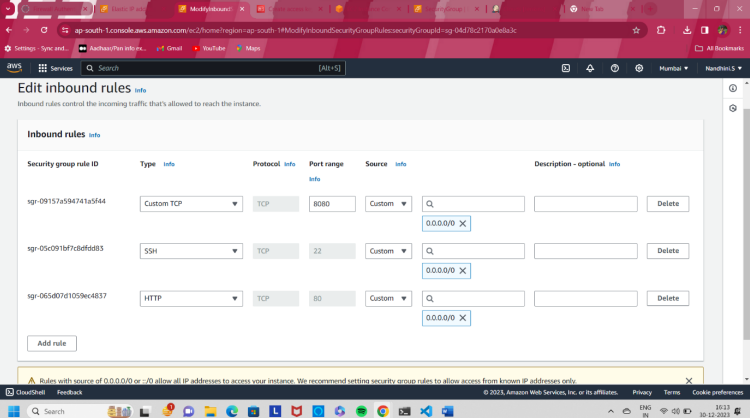 Elastic IP add
ModifyInboundS
New Tab
ap-south-1.console.aws.amazon.com/ec2/home?region=ap-south-1#ModifyInboundSecurityGroupRules:securityGroupId=sg-04d78c2170a0e8a3c
Settings - Sync and... Aadhaar/Pan info ex... Gmail YouTube Maps All Bookmarks
aws Services Search [Alt+S] Mumbai Nandhini.S
Edit inbound rules Info
Inbound rules control the incoming traffic that's allowed to reach the instance.
Inbound rules Info
Security group rule ID Type Info Protocol Info Port range Info Source Info Description - optional Info
sgr-09157a594741a5f44 Custom TCP TCP 8080 Custom Delete
0.0.0.0/0
sgr-05c091bf7c8dfdd83 SSH TCP 22 Custom Delete
0.0.0.0/0
sgr-065d07d1059ec4837 HTTP TCP 80 Custom Delete
0.0.0.0/0
Add rule
Rules with source of 0.0.0.0/0 or ::/0 allow all IP addresses to access your instance. We recommend setting security group rules to allow access from known IP addresses only.
CloudShell Feedback © 2023, Amazon Web Services, Inc. or its affiliates. Privacy Terms Cookie preferences
Search ENG IN 16:13 30-12-2023